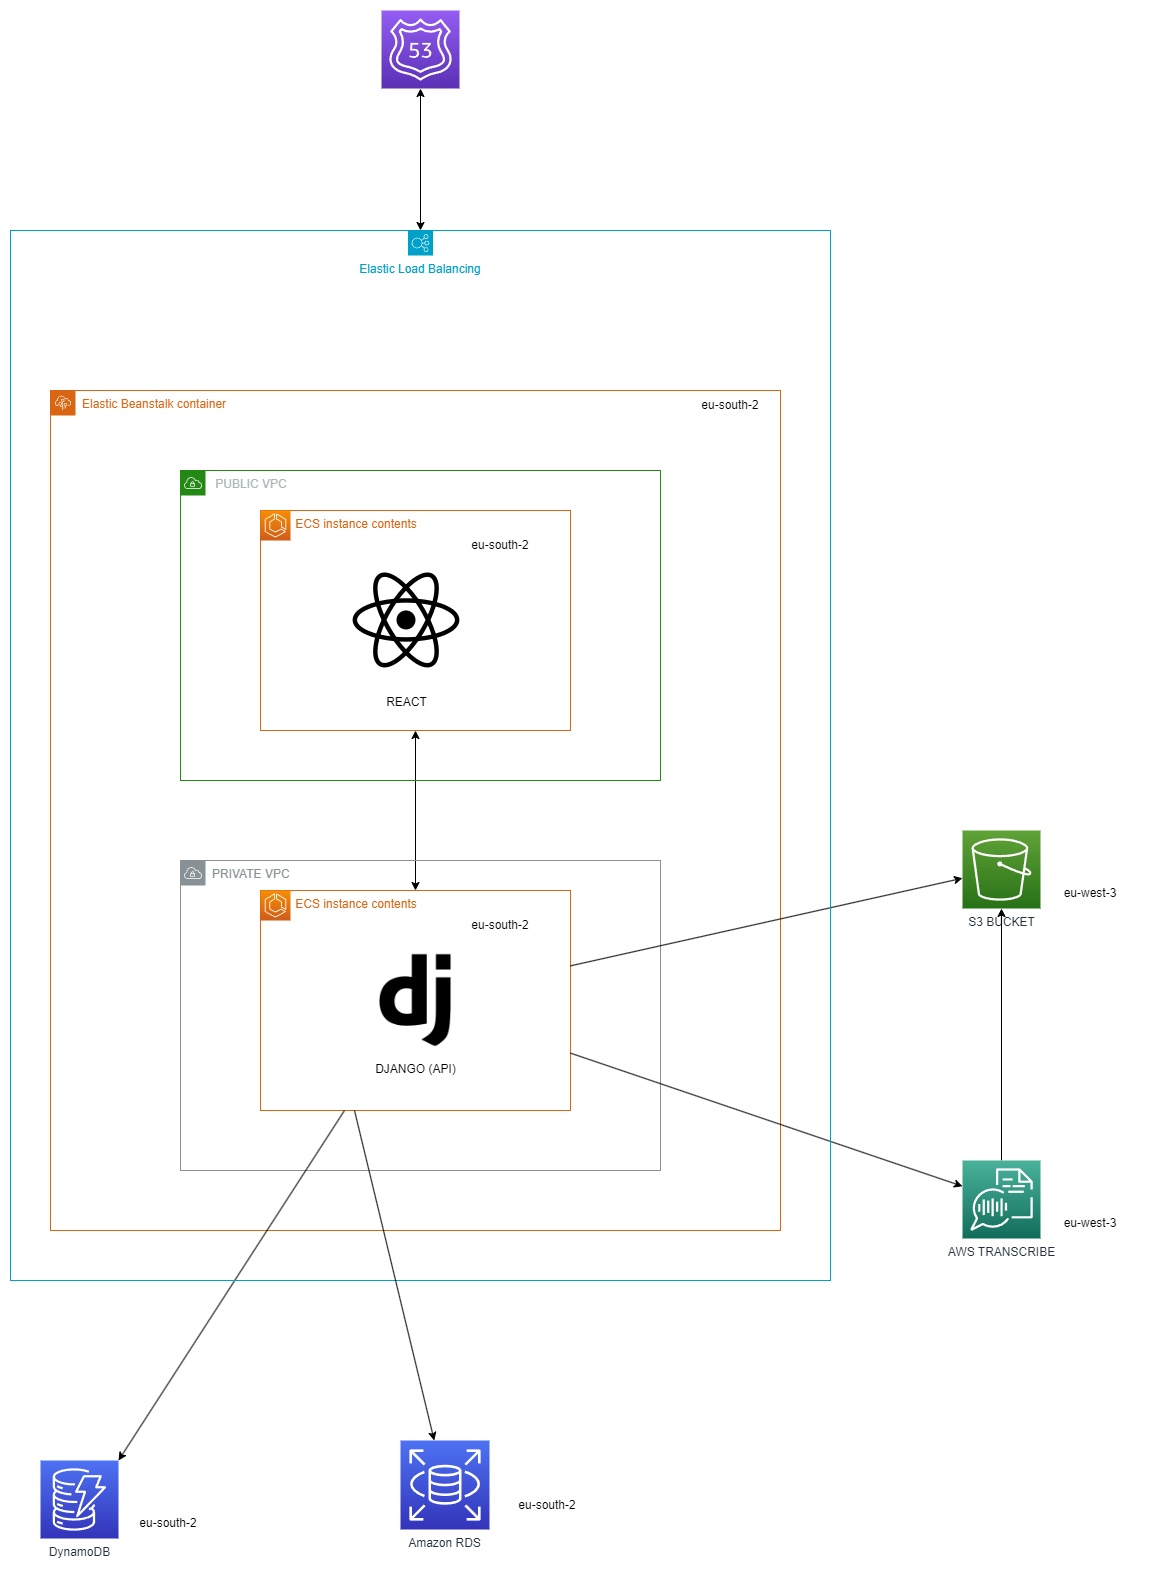 53
Elastic Load Balancing
Elastic Beanstalk container
eu-south-2
PUBLIC VPC
ECS instance contents
eu-south-2
REACT
PRIVATE VPC
ECS instance contents
eu-south-2
dj
DJANGO (API)
eu-west-3
S3 BUCKET
eu-west-3
AWS TRANSCRIBE
eu-south-2
DynamoDB
eu-south-2
Amazon RDS